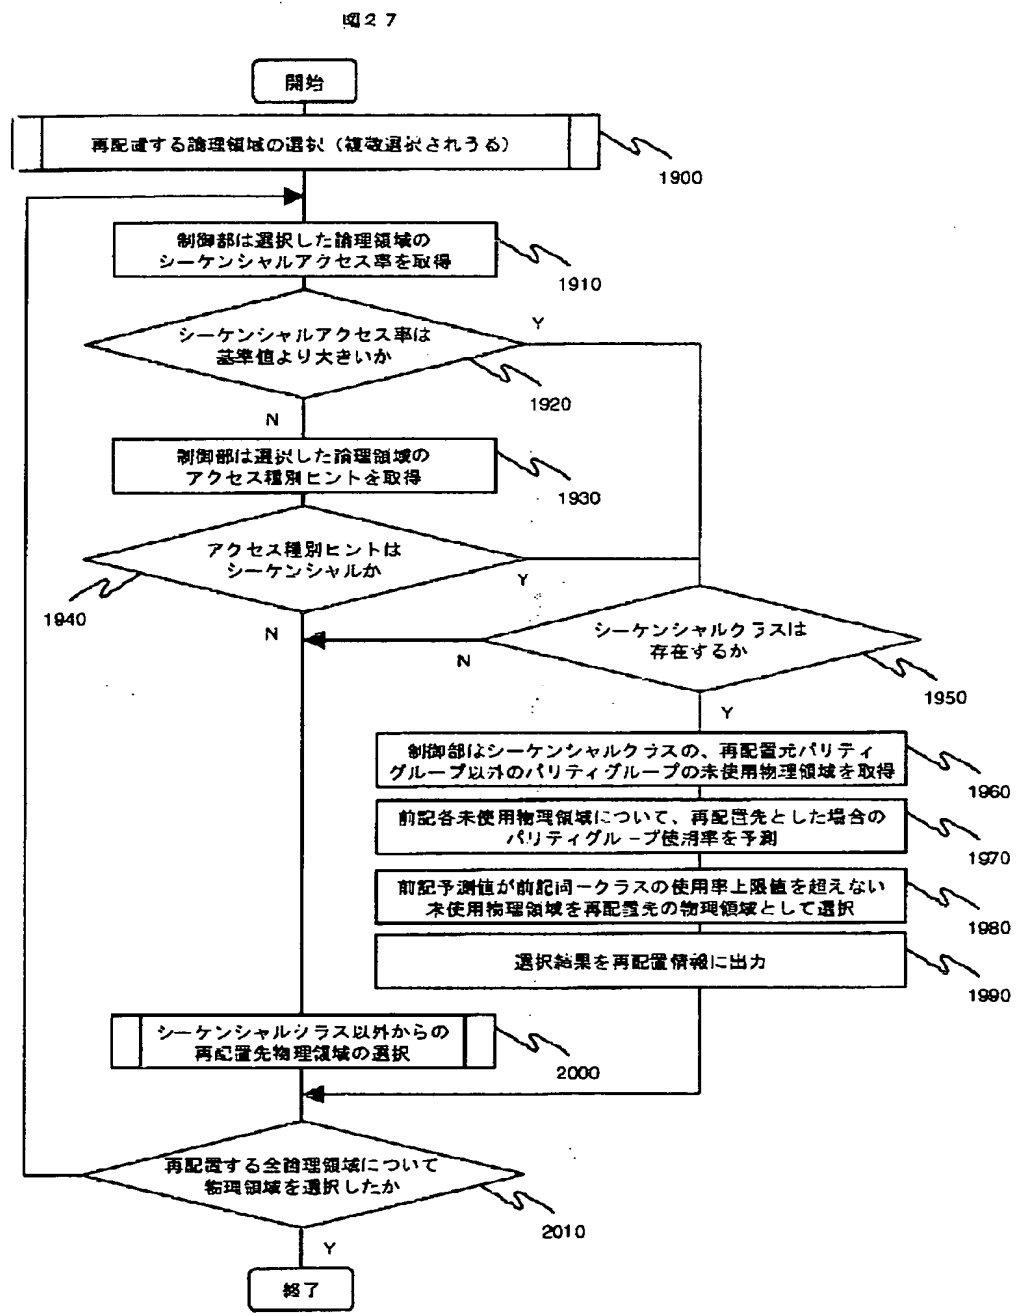 図27
開始
再配置する論理領域の選択（複数選択されうる）
1900
制御部は選択した論理領域の
シーケンシャルアクセス率を取得
1910
シーケンシャルアクセス率は
基準値より大きいか
Y
1920
N
制御部は選択した論理領域の
アクセス種別ヒントを取得
1930
アクセス種別ヒントは
シーケンシャルか
Y
1940
N
シーケンシャルクラスは
存在するか
N
1950
Y
制御部はシーケンシャルクラスの、再配置元パリティ
グループ以外のパリティグループの未使用物理領域を取得
1960
前記各未使用物理領域について、再配置先とした場合の
パリティグループ使用率を予測
1970
前記予測値が前記同一クラスの使用率上限値を超えない
未使用物理領域を再配置先の物理領域として選択
1980
選択結果を再配置情報に出力
1990
シーケンシャルクラス以外からの
再配置先物理領域の選択
2000
再配置する全論理領域について
物理領域を選択したか
2010
Y
終了